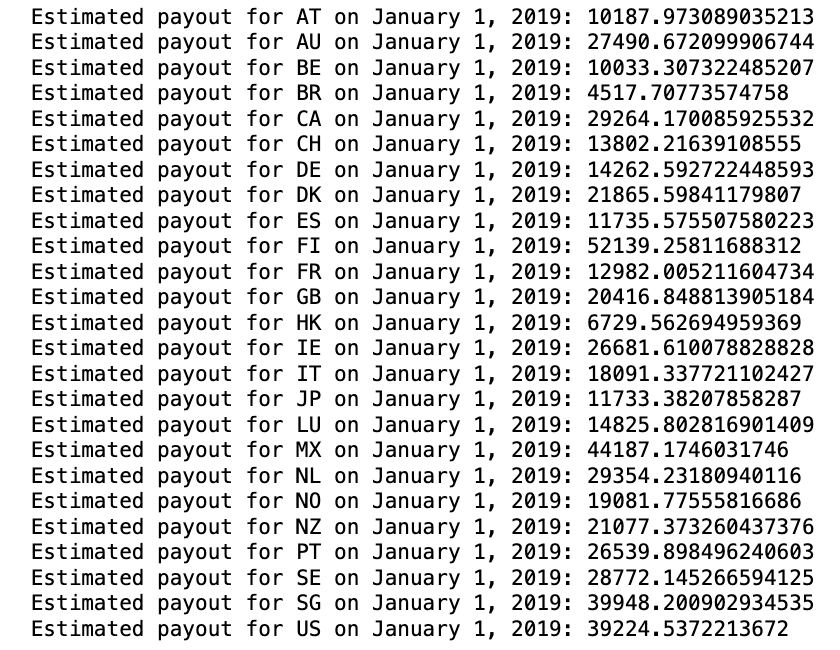 Estimated payout for AT on January 1, 2019: 10187.973089035213
Estimated payout for AU on January 1, 2019: 27490.672099906744
Estimated payout for BE on January 1, 2019: 10033.307322485207
Estimated payout for BR on January 1, 2019: 4517.70773574758
Estimated payout for CA on January 1, 2019: 29264.170085925532
Estimated payout for CH on January 1, 2019: 13802.21639108555
Estimated payout for DE on January 1, 2019: 14262.592722448593
Estimated payout for DK on January 1, 2019: 21865.59841179807
Estimated payout for ES on January 1, 2019: 11735.575507580223
Estimated payout for FI on January 1, 2019: 52139.25811688312
Estimated payout for FR on January 1, 2019: 12982.005211604734
Estimated payout for GB on January 1, 2019: 20416.848813905184
Estimated payout for HK on January 1, 2019: 6729.562694959369
Estimated payout for IE on January 1, 2019: 26681.610078828828
Estimated payout for IT on January 1, 2019: 18091.337721102427
Estimated payout for JP on January 1, 2019: 11733.38207858287
Estimated payout for LU on January 1, 2019: 14825.802816901409
Estimated payout for MX on January 1, 2019: 44187.1746031746
Estimated payout for NL on January 1, 2019: 29354.23180940116
Estimated payout for NO on January 1, 2019: 19081.77555816686
Estimated payout for NZ on January 1, 2019: 21077.373260437376
Estimated payout for PT on January 1, 2019: 26539.898496240603
Estimated payout for SE on January 1, 2019: 28772.145266594125
Estimated payout for SG on January 1, 2019: 39948.200902934535
Estimated payout for US on January 1, 2019: 39224.5372213672